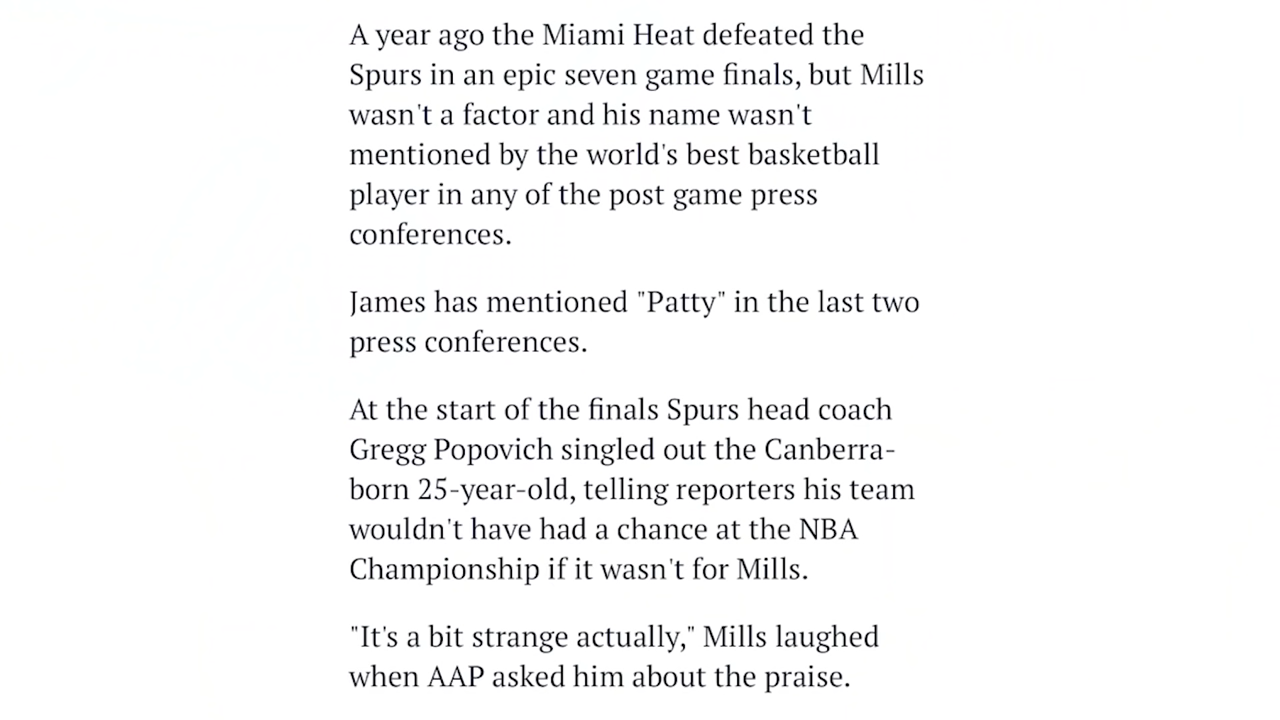 A year ago the Miami Heat defeated the
Spurs in an epic seven game finals, but Mills
wasn't a factor and his name wasn't
mentioned by the world's best basketball
player in any of the post game press
conferences.
James has mentioned "Patty" in the last two
press conferences.
At the start of the finals Spurs head coach
Gregg Popovich singled out the Canberra-
born 25-year-old, telling reporters his team
wouldn't have had a chance at the NBA
Championship if it wasn't for Mills.
"It's a bit strange actually," Mills laughed
when AAP asked him about the praise.